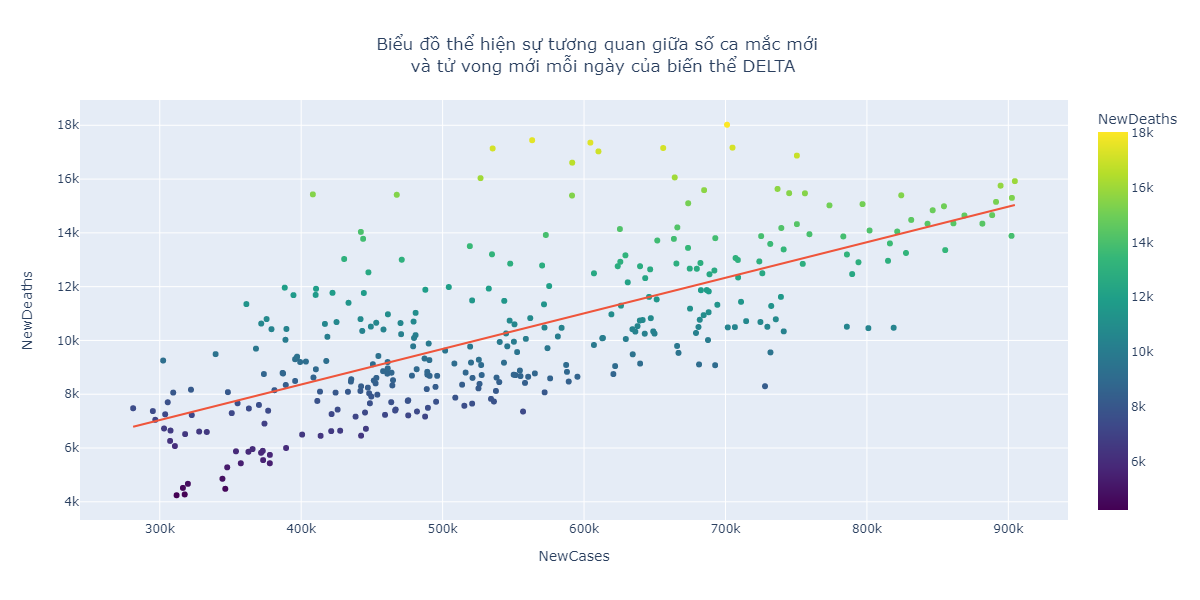 Biểu đồ thể hiện sự tương quan giữa số ca mắc mới
và tử vong mới mỗi ngày của biến thể DELTA
NewDeaths
18k
16k
14k
12k
10k
8k
6k
4k
300k
400k
500k
600k
700k
800k
900k
NewCases
NewDeaths
18k
16k
14k
12k
10k
8k
6k